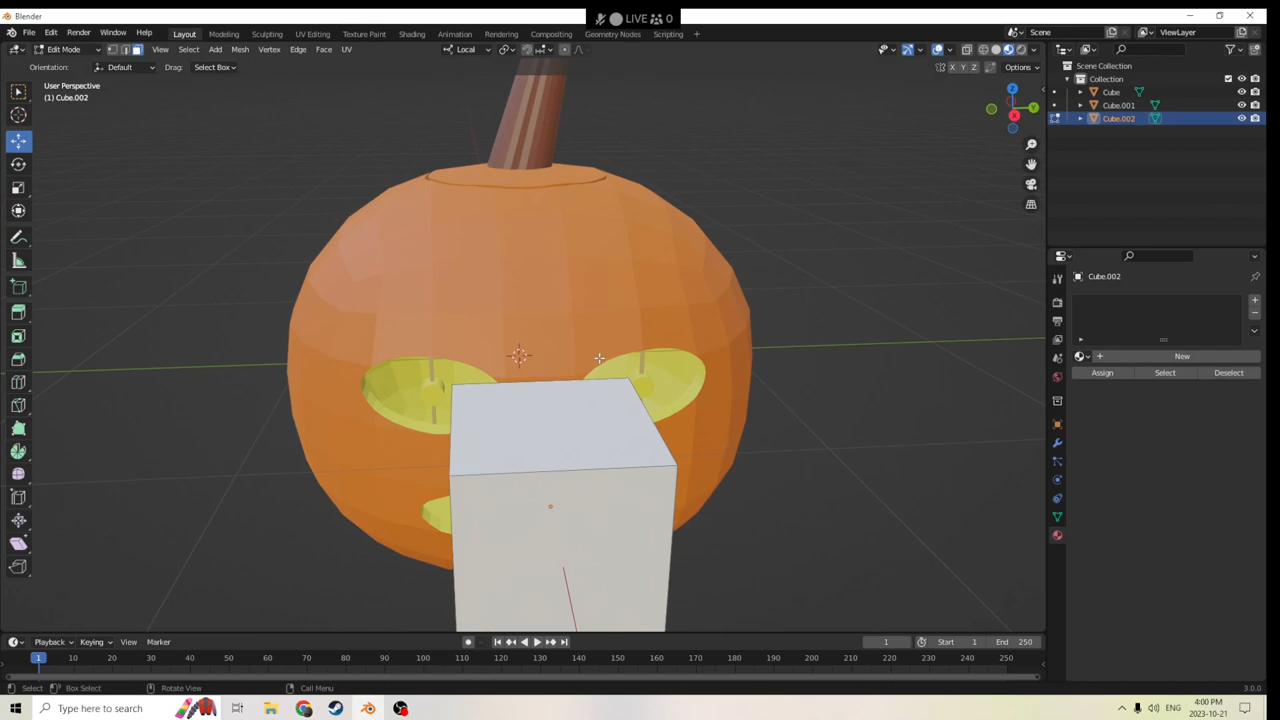 Blender
LIVE 0
File Edit Render Window Help Layout Modeling Sculpting UV Editing Texture Paint Shading Animation Rendering Compositing Geometry Nodes Scripting + Scene ViewLayer
Edit Mode View Select Add Mesh Vertex Edge Face UV Local
Orientation: Default Drag: Select Box X Y Z Options
User Perspective
(1) Cube.002
Z
Y
X
Scene Collection
Collection
Cube
Cube.001
Cube.002
Cube.002
New
Assign Select Deselect
Playback Keying View Marker 1 Start 1 End 250
1 10 20 30 40 50 60 70 80 90 100 110 120 130 140 150 160 170 180 190 200 210 220 230 240 250
Select Box Select Rotate View Call Menu 3.0.0
Type here to search ENG 4:00 PM
2023-10-21